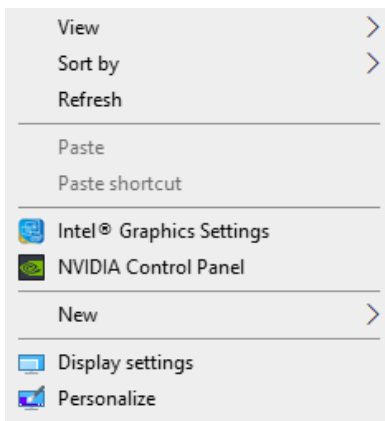 View
Sort by
Refresh
Paste
Paste shortcut
Intel® Graphics Settings
NVIDIA Control Panel
New
Display settings
Personalize